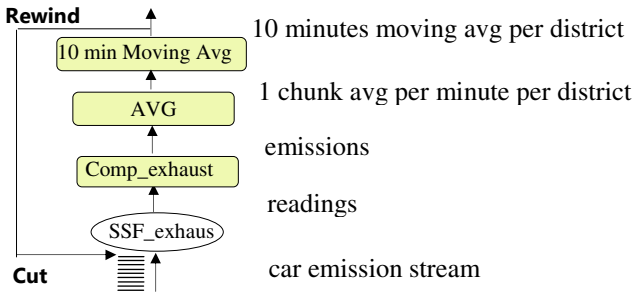 Rewind
10 minutes moving avg per district
10 min Moving Avg
1 chunk avg per minute per district
AVG
emissions
Comp_exhaust
readings
SSF_exhaus
car emission stream
Cut